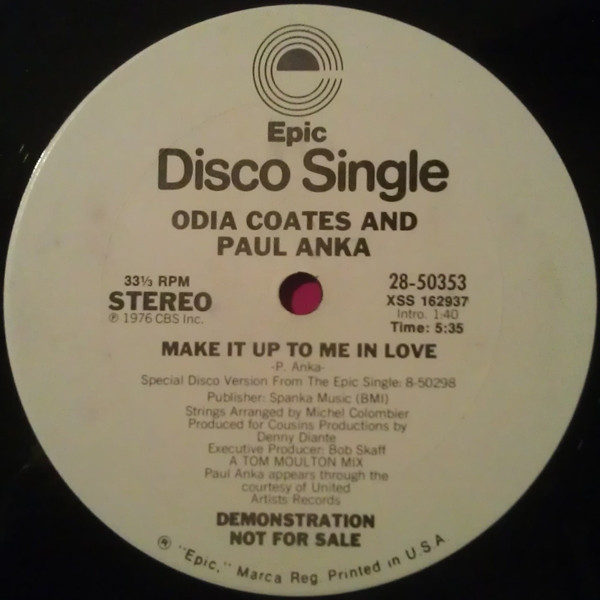 Epic
Disco Single
ODIA COATES AND
PAUL ANKA
33⅓ RPM
STEREO
℗ 1976 CBS Inc.
28-50353
XSS 162937
Intro. 1:40
Time: 5:35
MAKE IT UP TO ME IN LOVE
-P. Anka-
Special Disco Version From The Epic Single: 8-50298
Publisher: Spanka Music (BMI)
Strings Arranged by Michel Colombier
Produced for Cousins Productions by
Denny Diante
Executive Producer: Bob Skaff
A TOM MOULTON MIX
Paul Anka appears through the
courtesy of United
Artists Records
DEMONSTRATION
NOT FOR SALE
® "Epic," Marca Reg. Printed in U.S.A.